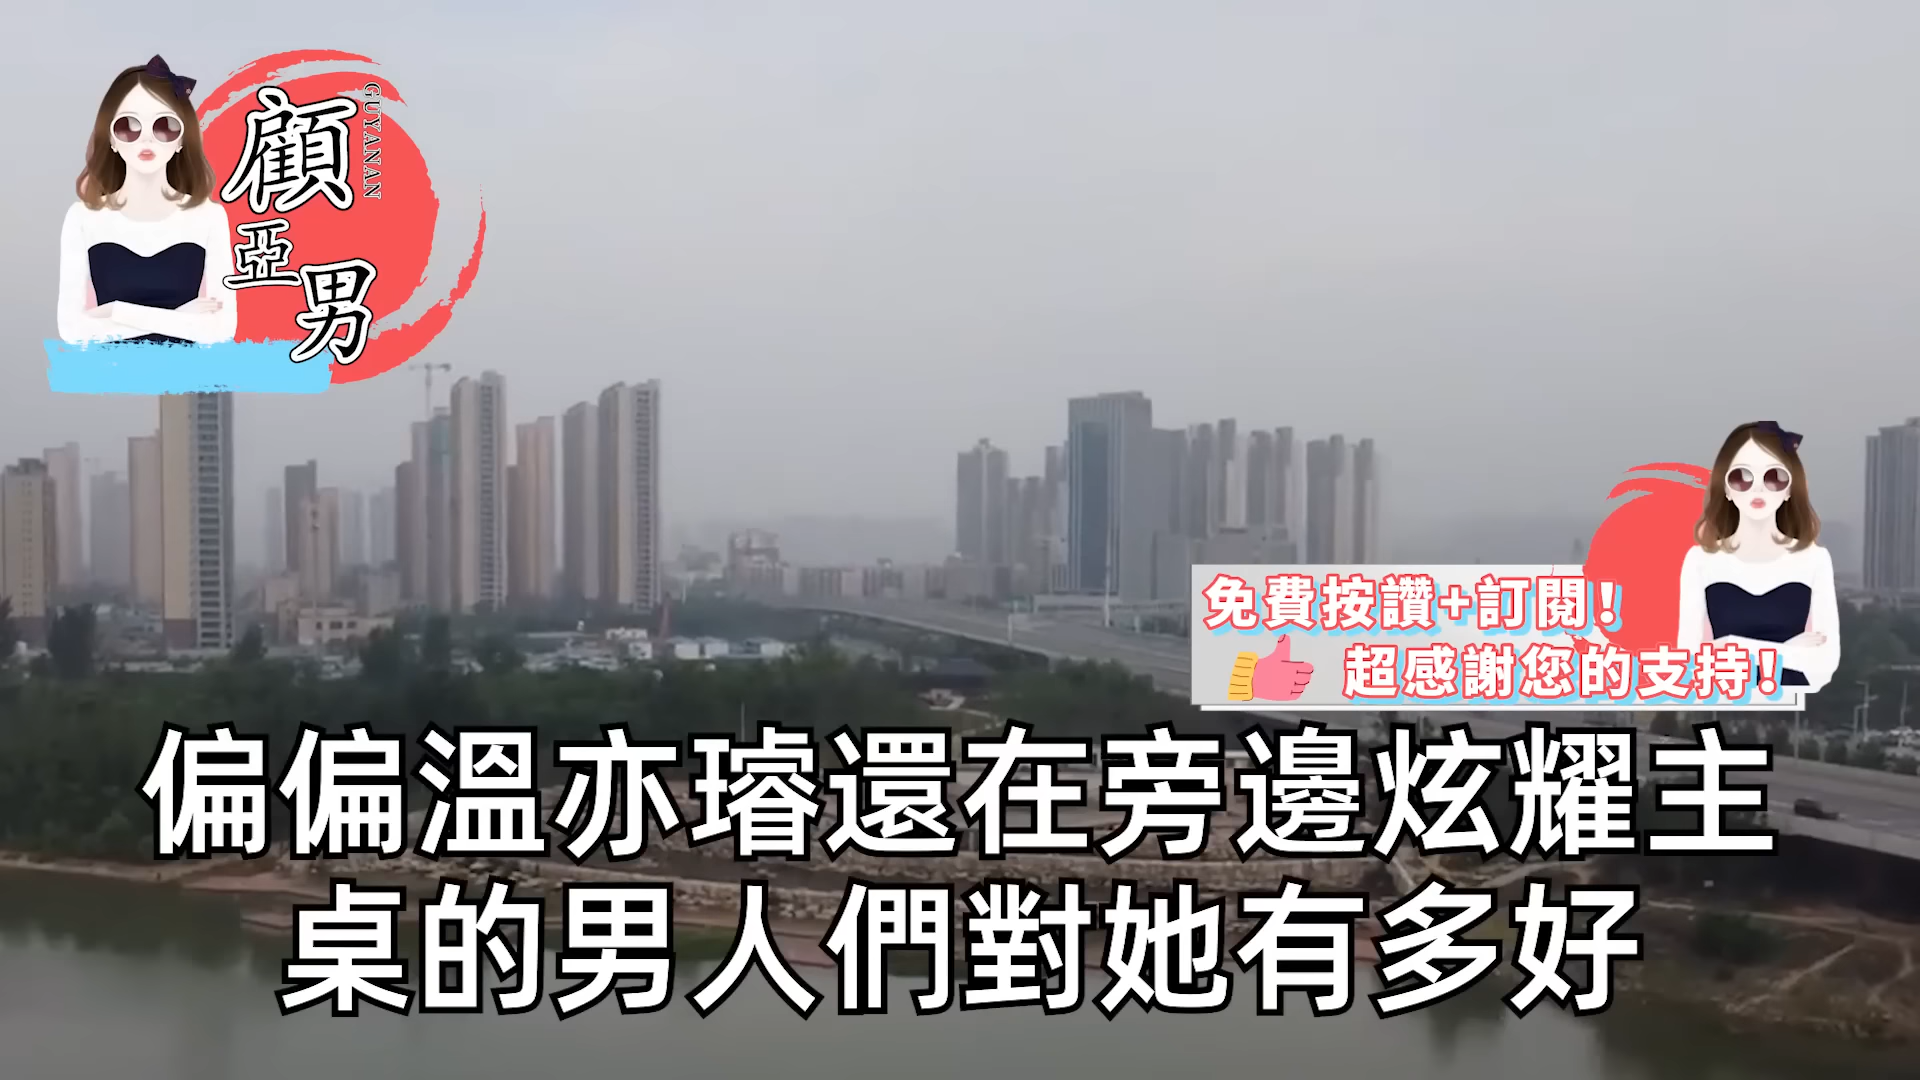 顧亞男
GUYANAN
免費按讚+訂閱!
超感謝您的支持!
偏偏溫亦璿還在旁邊炫耀主
桌的男人們對她有多好